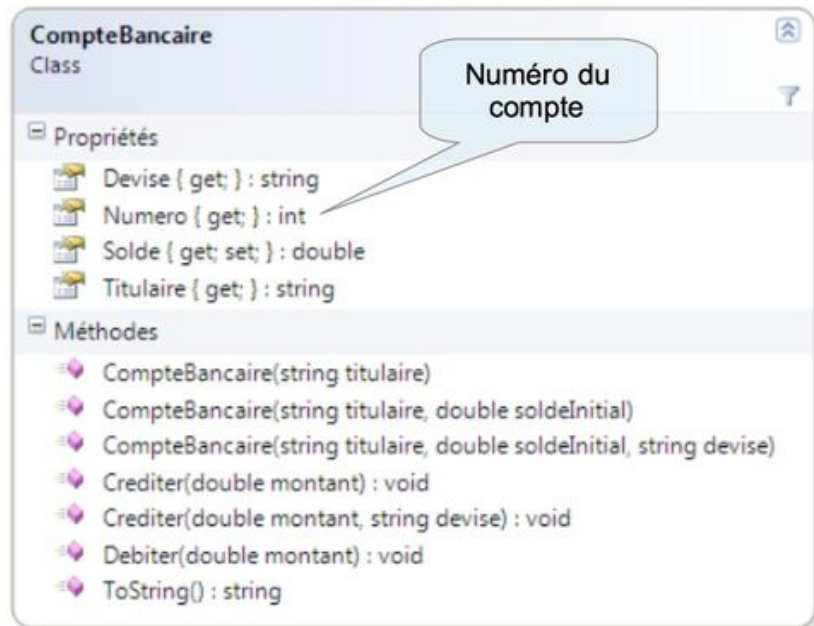 CompteBancaire
Class
Numéro du
compte
Propriétés
Devise { get; } : string
Numero { get; } : int
Solde { get; set; } : double
Titulaire { get; } : string
Méthodes
CompteBancaire(string titulaire)
CompteBancaire(string titulaire, double soldeInitial)
CompteBancaire(string titulaire, double soldeInitial, string devise)
Crediter(double montant) : void
Crediter(double montant, string devise) : void
Debiter(double montant) : void
ToString() : string